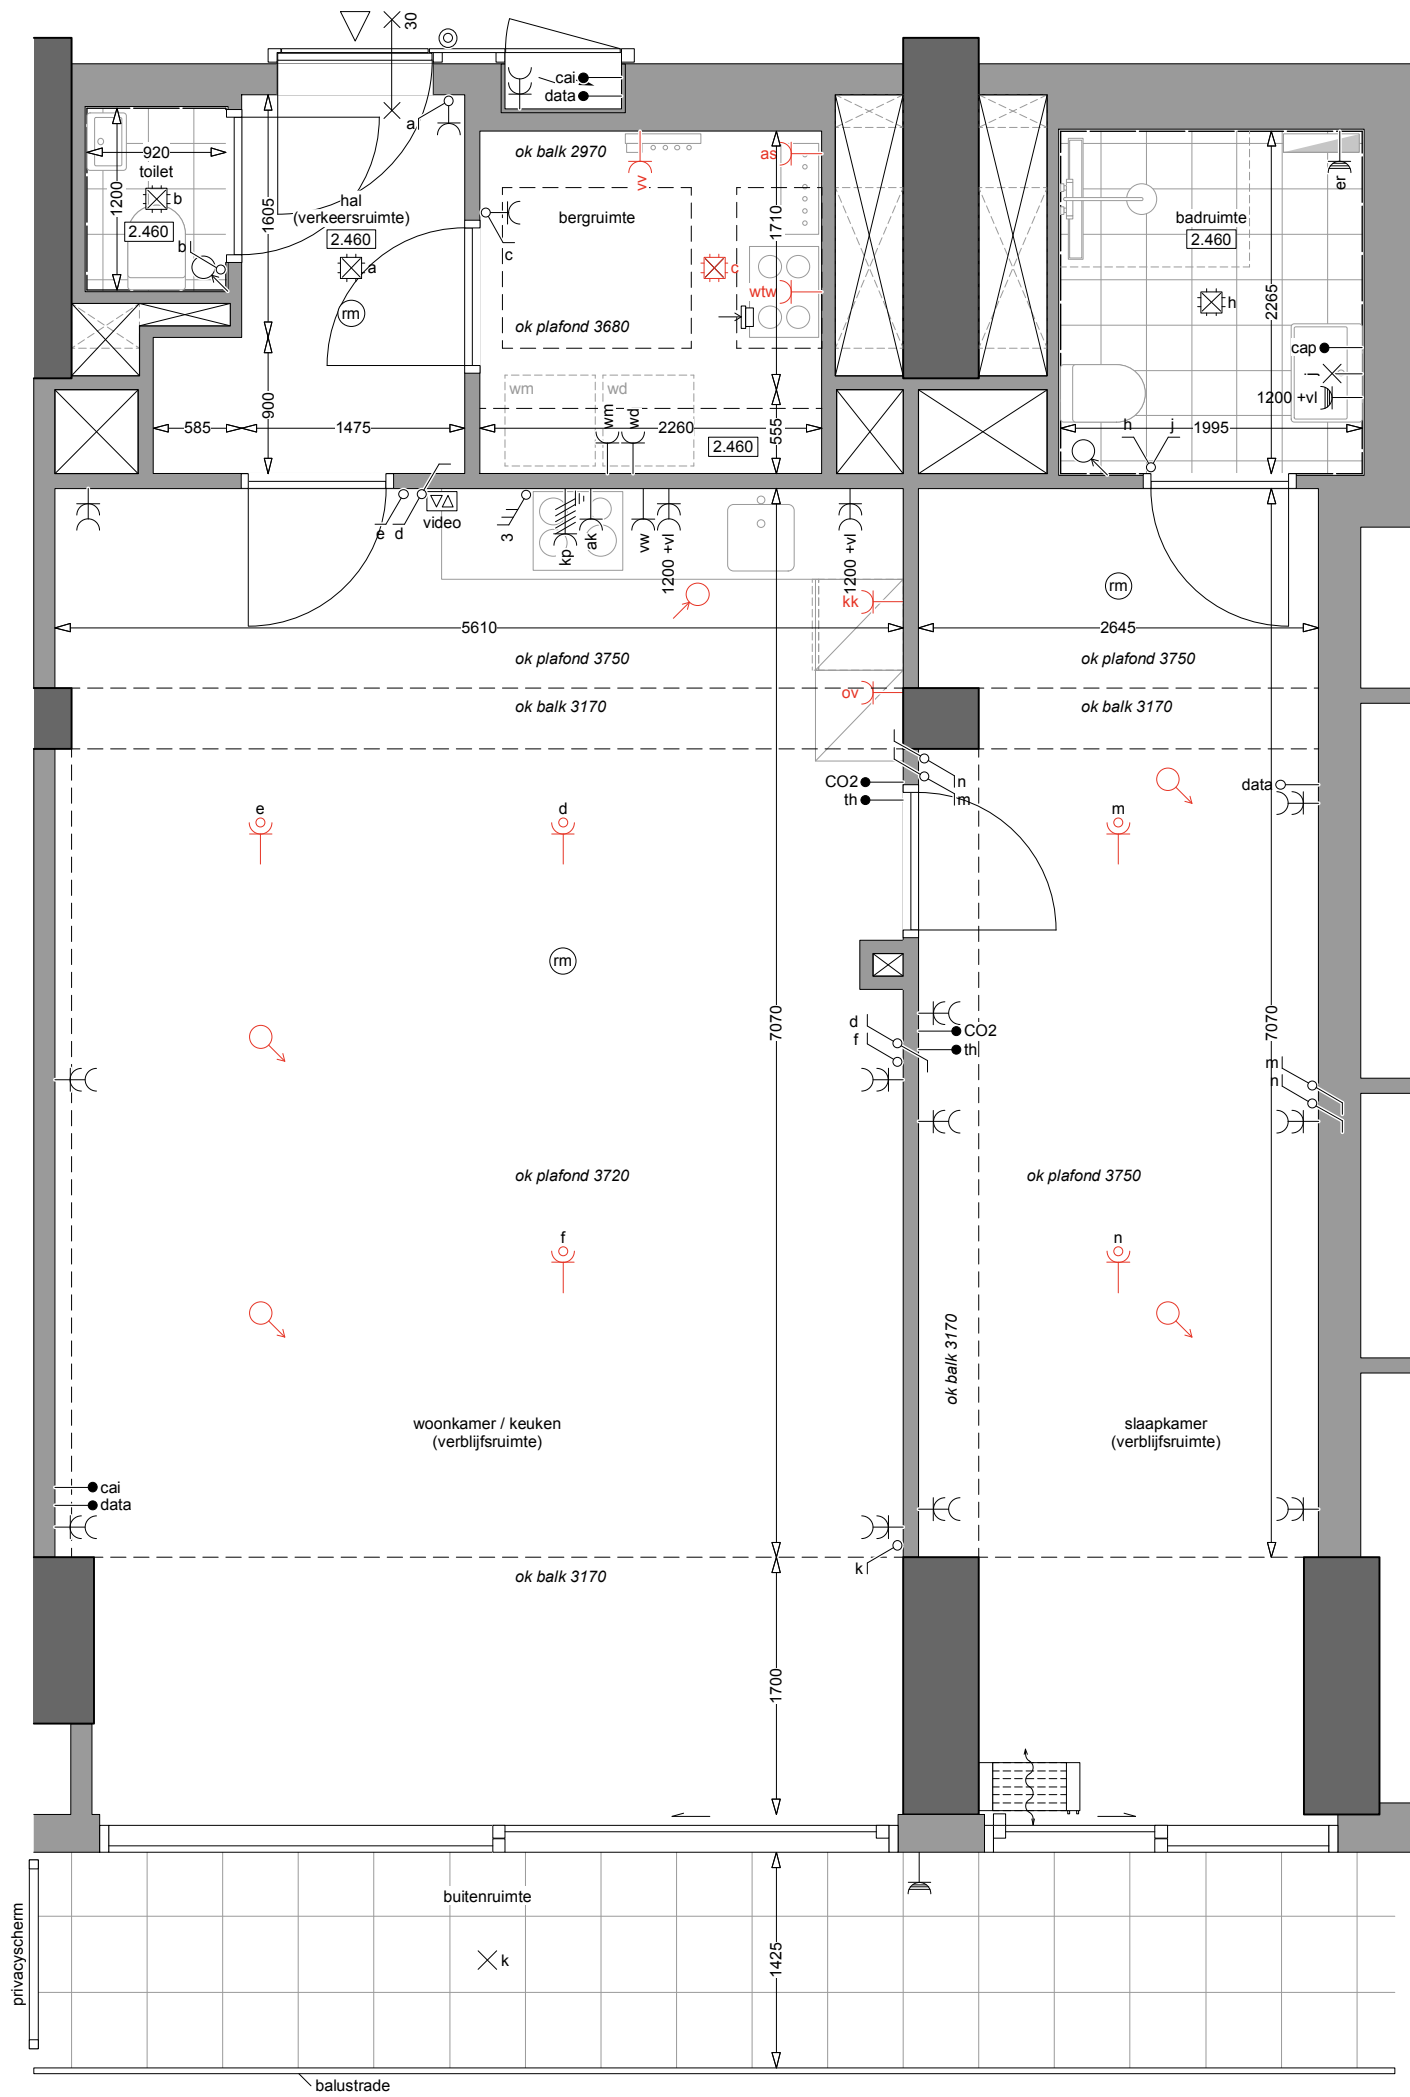 30
cai
data
a
920
toilet
1200
b
2.460
b
1605
hal
(verkeersruimte)
2.460
a
rm
ok balk 2970
vv
as
bergruimte
1710
c
c
wtw
ok plafond 3680
er
badruimte
2.460
h
2265
cap
j
1200 +vl
wm
wd
wm
wd
900
585
1475
2260
2.460
555
h
j
1995
e
d
video
3
kp
ak
vw
1200 +vl
1200 +vl
kk
rm
5610
2645
ok plafond 3750
ok plafond 3750
ov
ok balk 3170
ok balk 3170
CO2
th
n
m
data
e
d
m
rm
7070
d
f
CO2
th
7070
m
n
ok plafond 3720
ok plafond 3750
f
n
ok balk 3170
woonkamer / keuken
(verblijfsruimte)
slaapkamer
(verblijfsruimte)
cai
data
k
ok balk 3170
1700
buitenruimte
k
1425
privacyscherm
balustrade